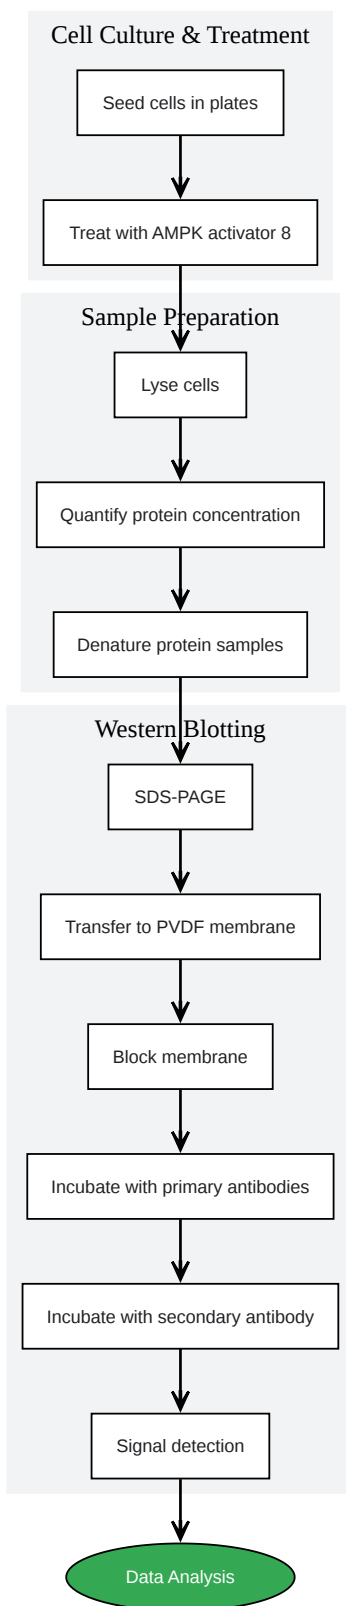 Cell Culture & Treatment
Seed cells in plates
Treat with AMPK activator 8
Sample Preparation
Lyse cells
Quantify protein concentration
Denature protein samples
Western Blotting
SDS-PAGE
Transfer to PVDF membrane
Block membrane
Incubate with primary antibodies
Incubate with secondary antibody
Signal detection
Data Analysis